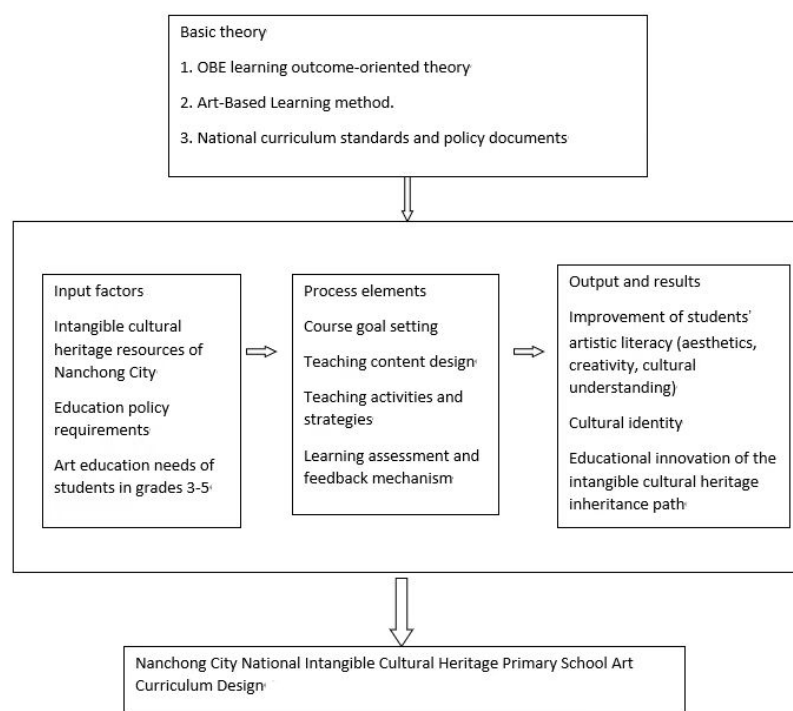 Basic theory
1. OBE learning outcome-oriented theory
2. Art-Based Learning method.
3. National curriculum standards and policy documents
Input factors
Intangible cultural
heritage resources of
Nanchong City
Education policy
requirements
Art education needs of
students in grades 3-5
Process elements
Course goal setting
Teaching content design
Teaching activities and
strategies
Learning assessment and
feedback mechanism
Output and results
Improvement of students'
artistic literacy (aesthetics,
creativity, cultural
understanding)
Cultural identity
Educational innovation of the
intangible cultural heritage
inheritance path
Nanchong City National Intangible Cultural Heritage Primary School Art
Curriculum Design